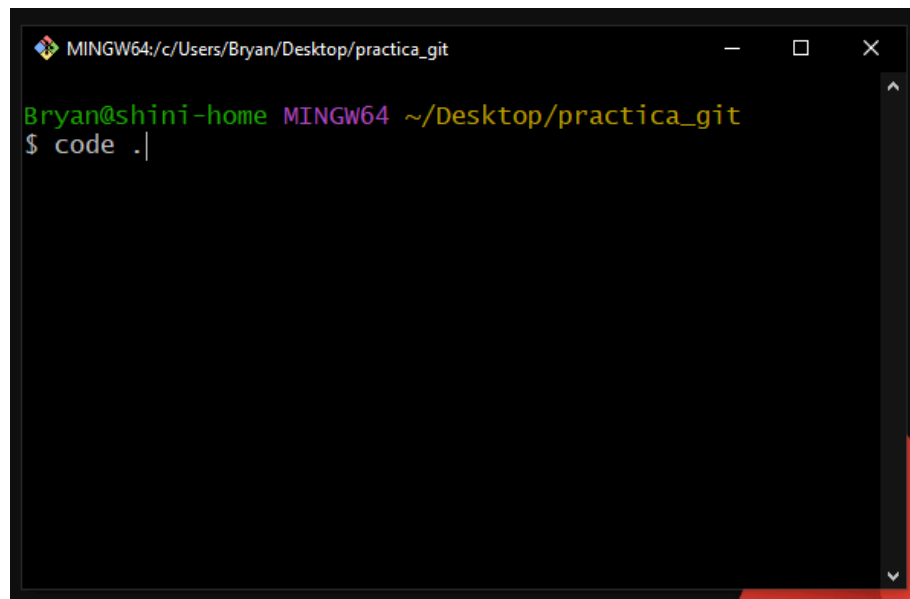 MINGW64:/c/Users/Bryan/Desktop/practica_git
Bryan@shini-home MINGW64 ~/Desktop/practica_git
$ code .